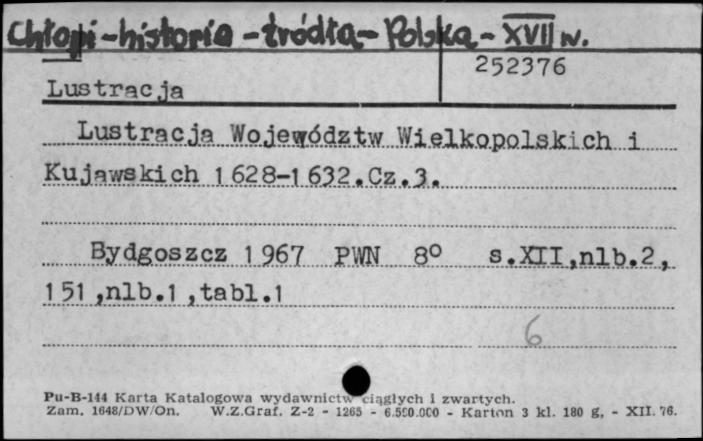 Chłopi-historia-źródła-Polska-XVII w.
252376
Lustracja
Lustracja Województw Wielkopolskich i
Kujawskich 1628-1632.Cz.3.
Bydgoszcz 1967 PWN 8° s.XII,nlb.2,
151,nlb.1,tabl.1
6
Pu-B-144 Karta Katalogowa wydawnictw ciągłych i zwartych.
Zam. 1648/DW/On. W.Z.Graf. Z-2 - 1265 - 6.550.000 - Karton 3 kl. 180 g. - XII. 76.